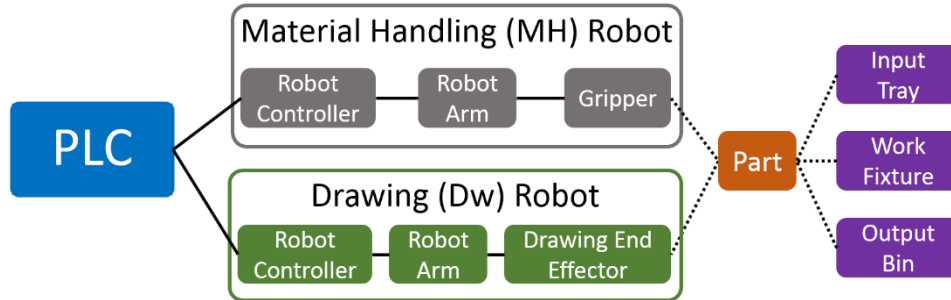 Material Handling (MH) Robot
Robot
Controller
Robot
Arm
Gripper
PLC
Drawing (Dw) Robot
Robot
Controller
Robot
Arm
Drawing End
Effector
Part
Input
Tray
Work
Fixture
Output
Bin